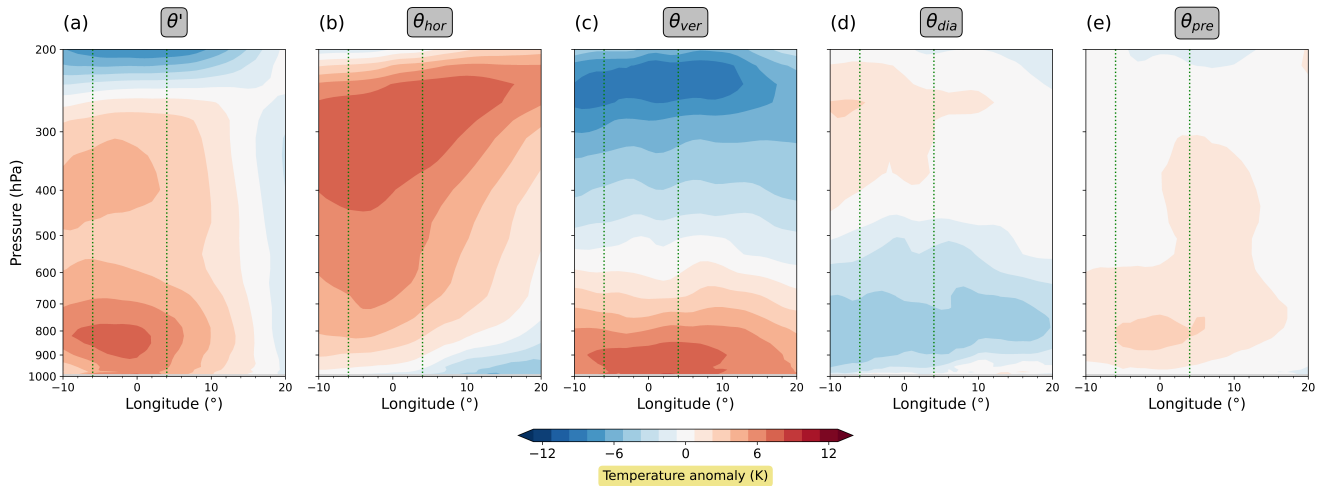 (a) θ'
(b) θhor
(c) θver
(d) θdia
(e) θpre
Pressure (hPa)
200
300
400
500
600
700
800
900
1000
−10 0 10 20
−10 0 10 20
−10 0 10 20
−10 0 10 20
−10 0 10 20
Longitude (°)
Longitude (°)
Longitude (°)
Longitude (°)
Longitude (°)
−12 −6 0 6 12
Temperature anomaly (K)